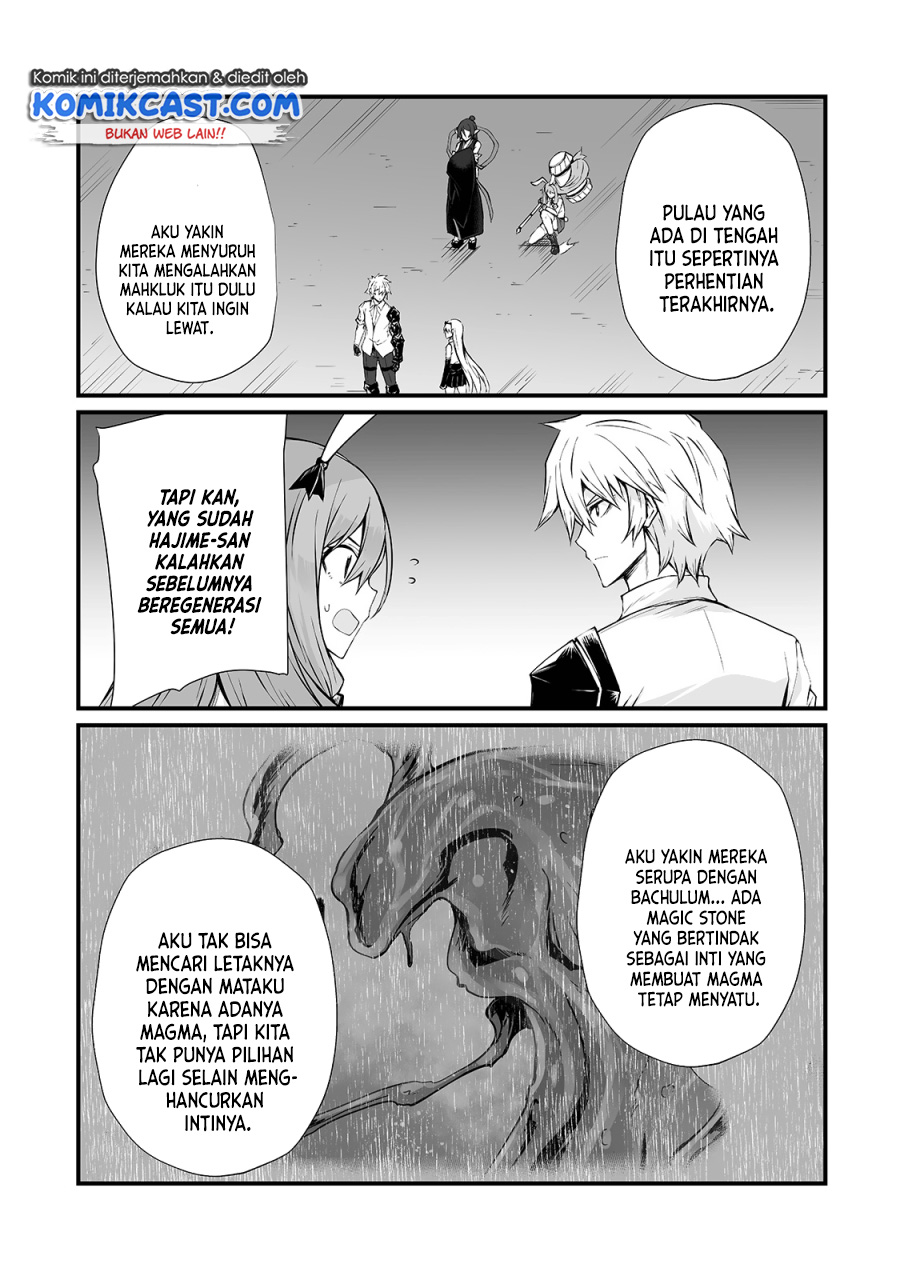 Komik ini diterjemahkan & diedit oleh
KOMIKCAST.COM
BUKAN WEB LAIN!!
PULAU YANG
ADA DI TENGAH
ITU SEPERTINYA
PERHENTIAN
TERAKHIRNYA.
AKU YAKIN
MEREKA MENYURUH
KITA MENGALAHKAN
MAHKLUK ITU DULU
KALAU KITA INGIN
LEWAT.
TAPI KAN,
YANG SUDAH
HAJIME-SAN
KALAHKAN
SEBELUMNYA
BEREGENERASI
SEMUA!
AKU YAKIN MEREKA
SERUPA DENGAN
BACHULUM... ADA
MAGIC STONE
YANG BERTINDAK
SEBAGAI INTI YANG
MEMBUAT MAGMA
TETAP MENYATU.
AKU TAK BISA
MENCARI LETAKNYA
DENGAN MATAKU
KARENA ADANYA
MAGMA, TAPI KITA
TAK PUNYA PILIHAN
LAGI SELAIN MENG-
HANCURKAN
INTINYA.